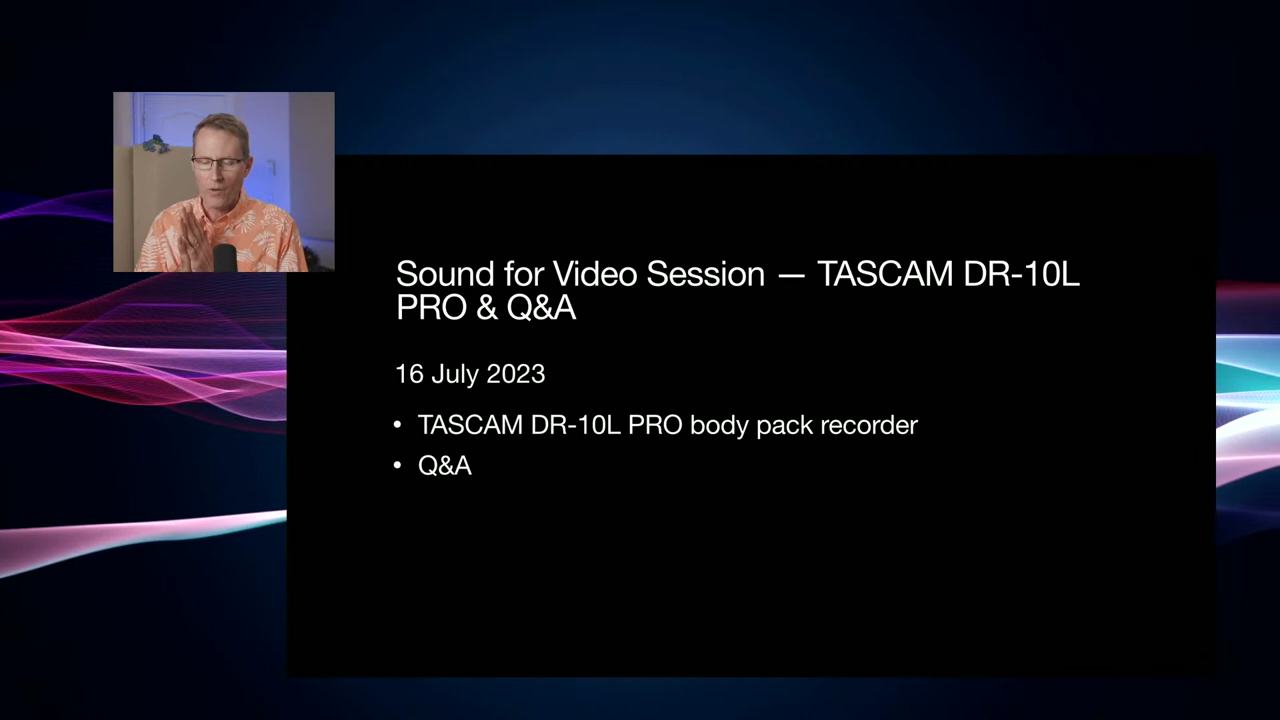 Sound for Video Session — TASCAM DR-10L
PRO & Q&A
16 July 2023
• TASCAM DR-10L PRO body pack recorder
• Q&A